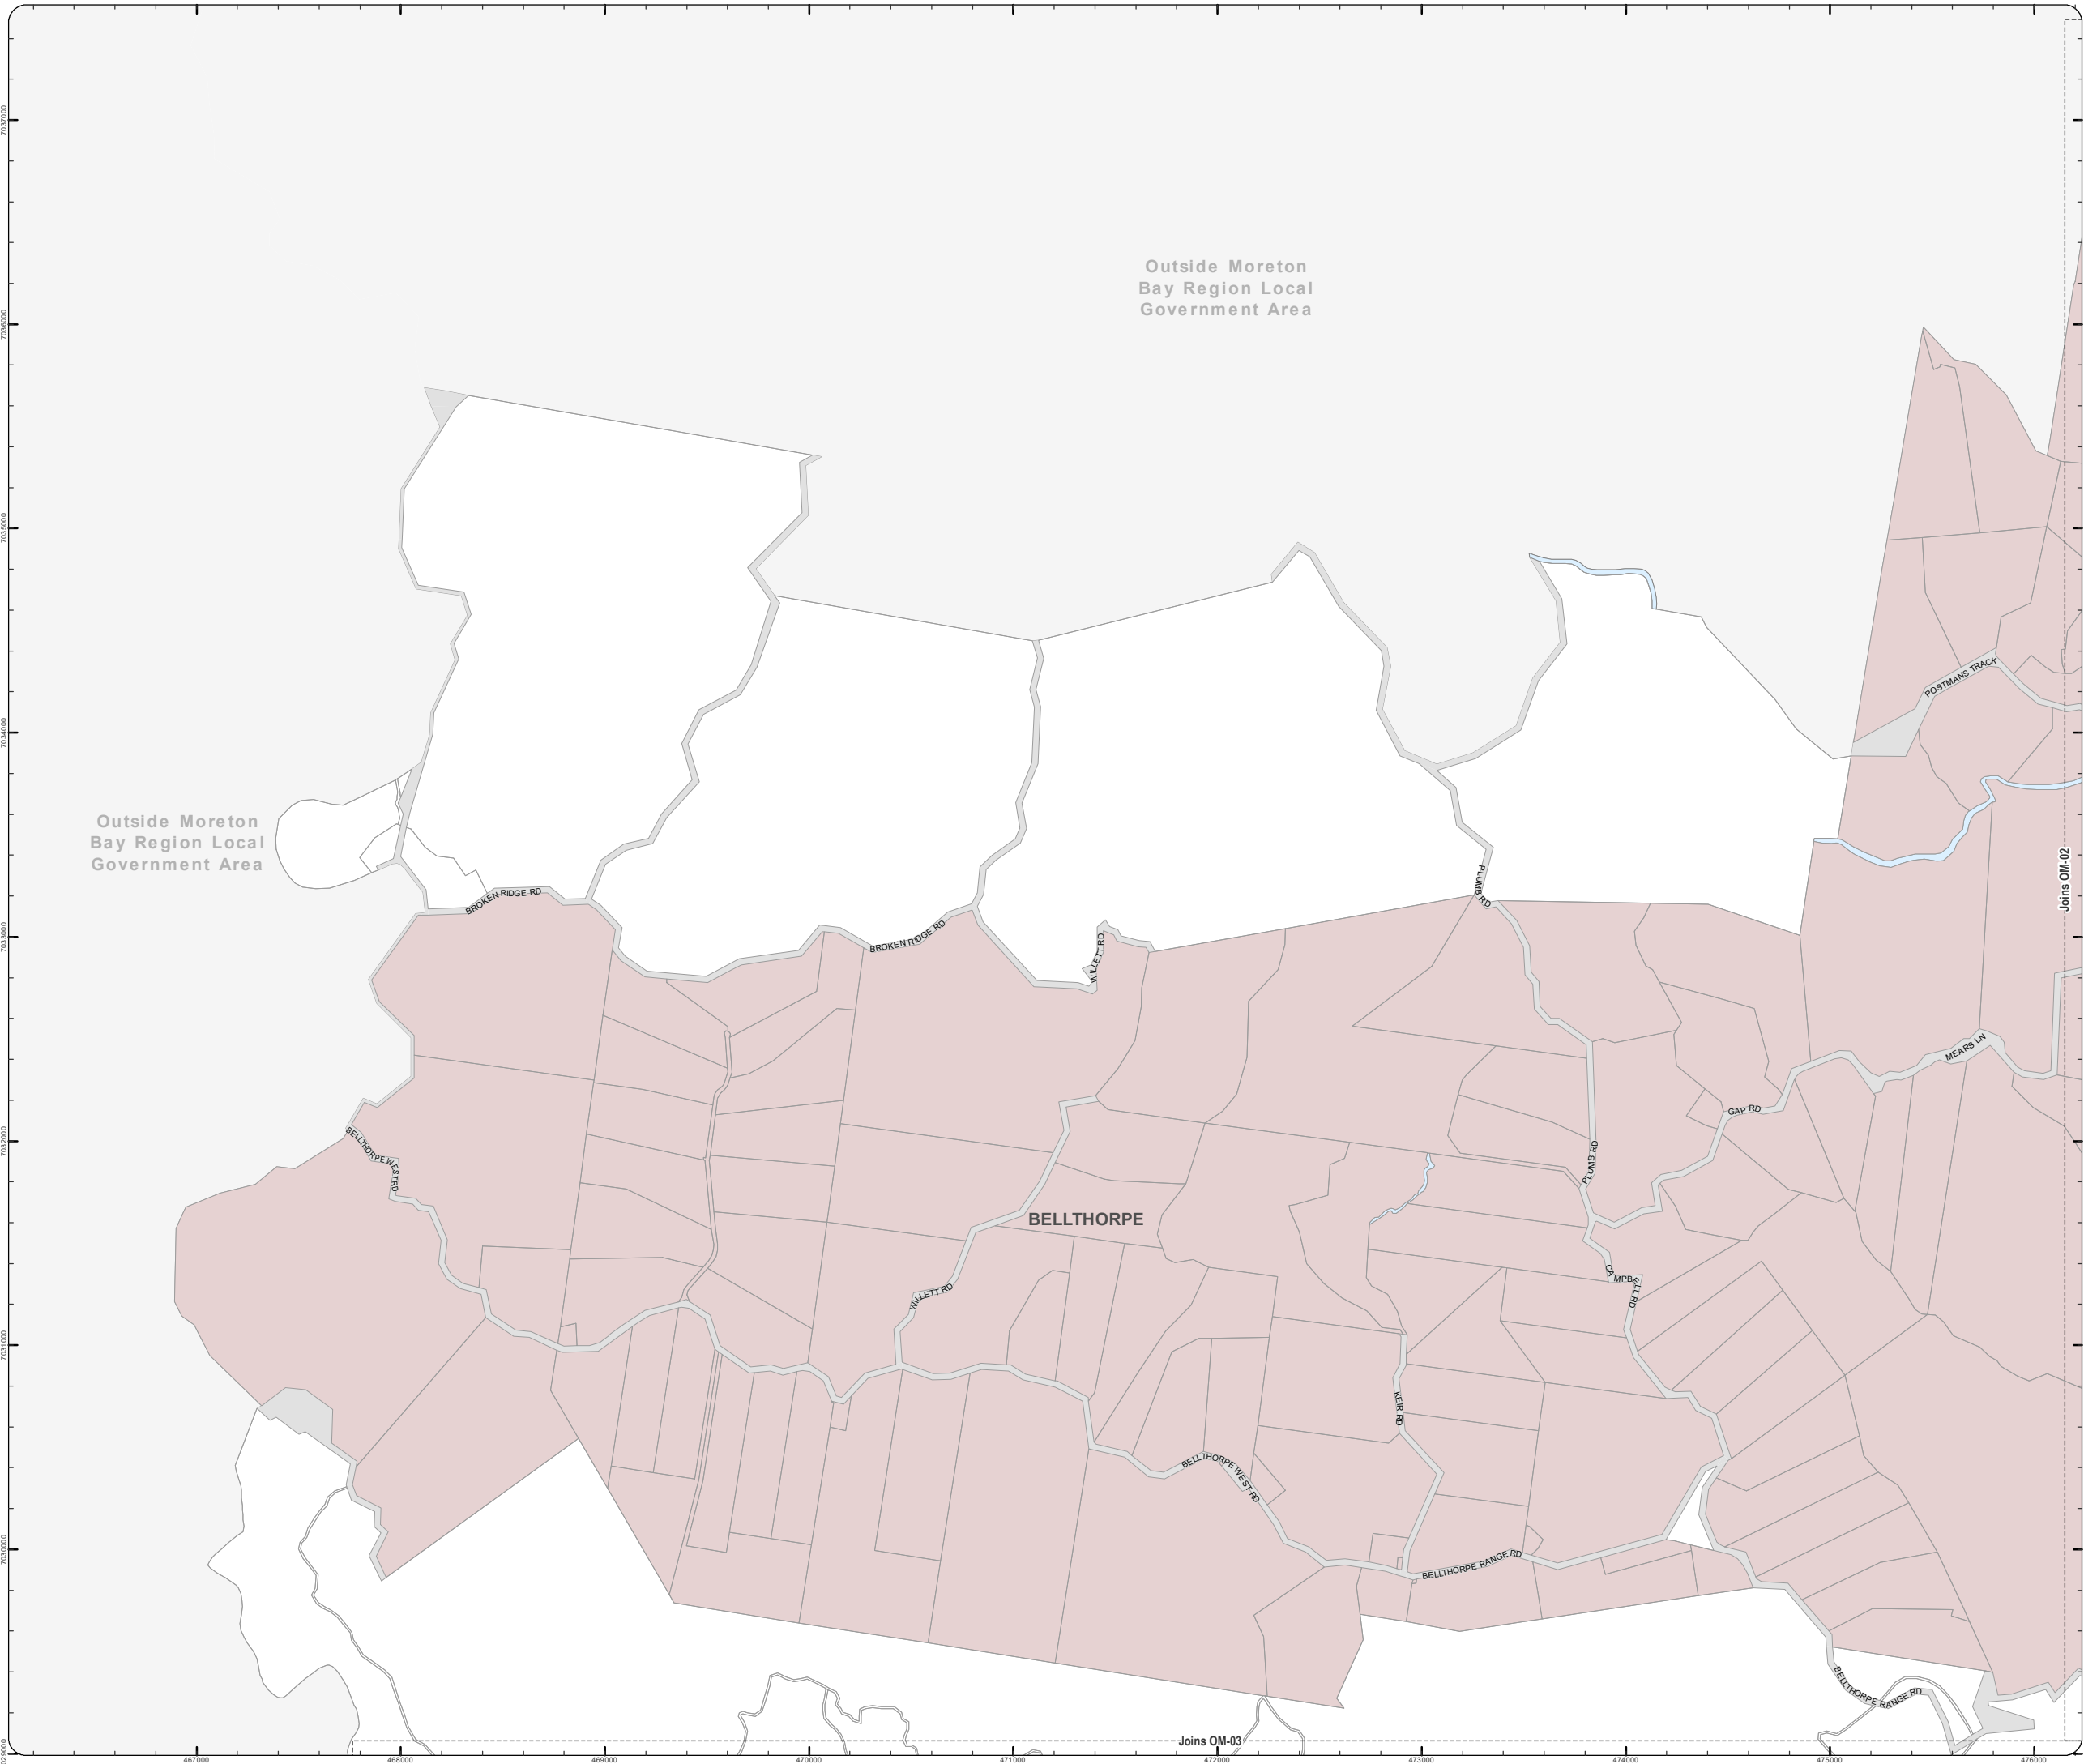 Outside Moreton
Bay Region Local
Government Area
Outside Moreton
Bay Region Local
Government Area
POSTMANS TRACK
Joins OM-02
BROKEN RIDGE RD
PLUMB RD
BROKEN RIDGE RD
WILLETT RD
MEARS LN
GAP RD
BELLTHORPE WEST RD
PLUMB RD
BELLTHORPE
CAMPBELL RD
WILLETT RD
KEIR RD
BELLTHORPE WEST RD
BELLTHORPE RANGE RD
BELLTHORPE RANGE RD
Joins OM-03
7037000
7036000
7035000
7034000
7033000
7032000
7031000
7030000
029000
467000
468000
469000
470000
471000
472000
473000
474000
475000
476000